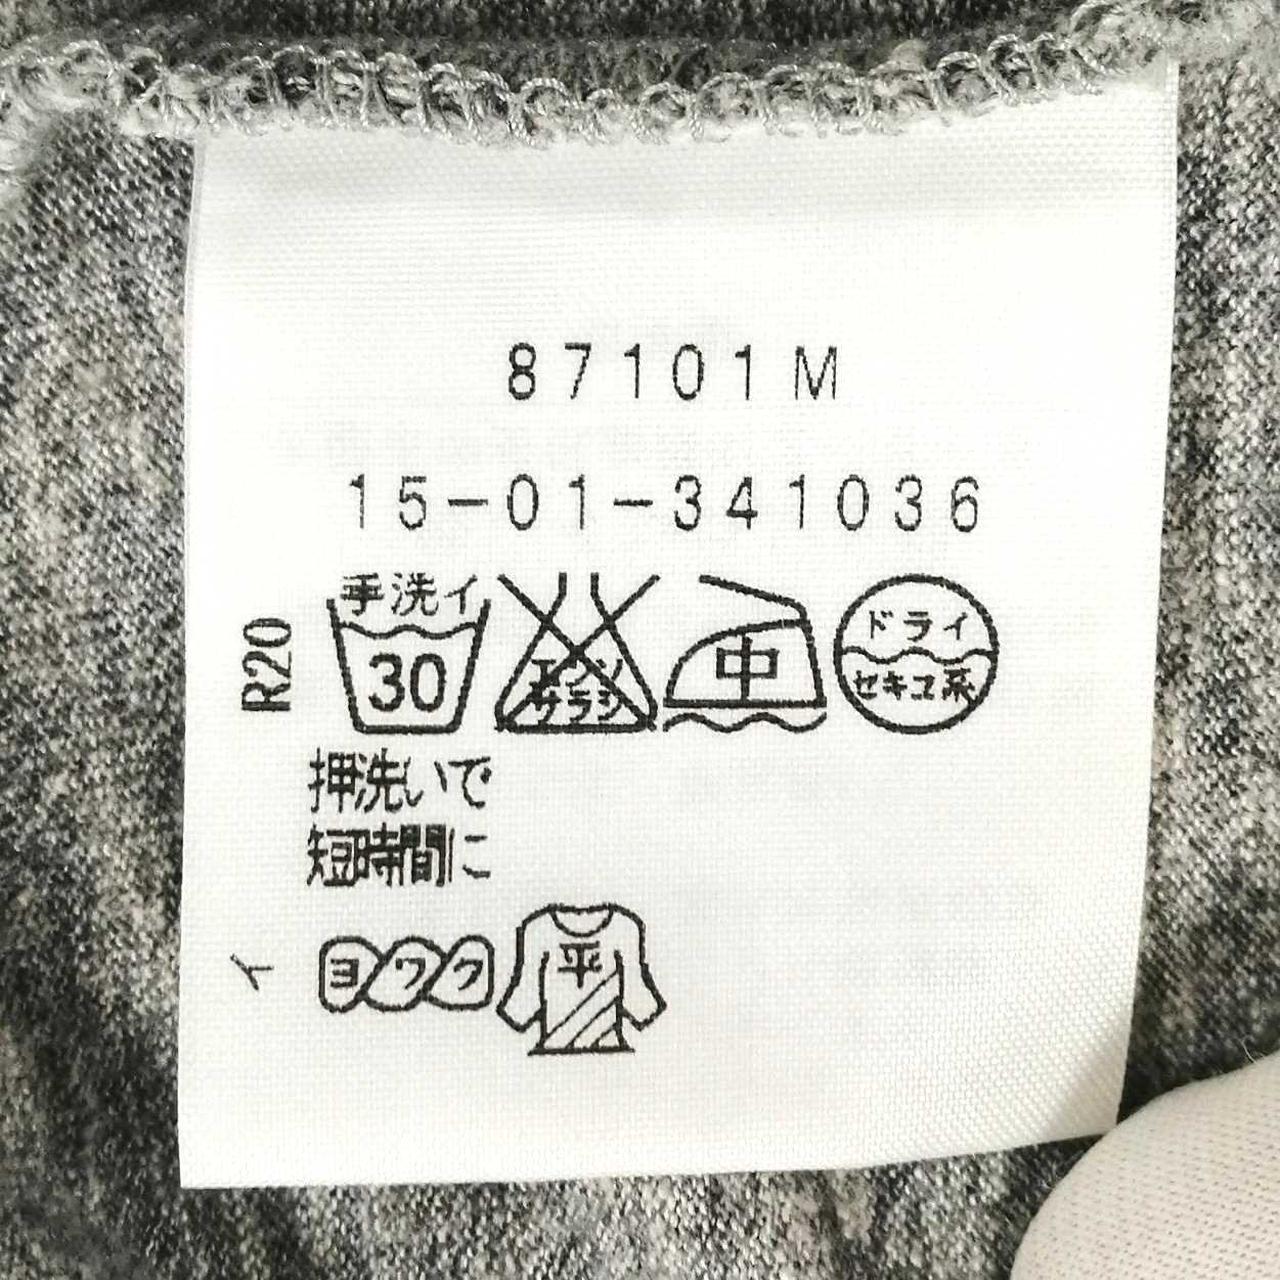 87101M
15-01-341036
R20
手洗イ
30
エンソ
サラシ
中
ドライ
セキユ系
押洗いで
短時間に
イ
ヨワク
平